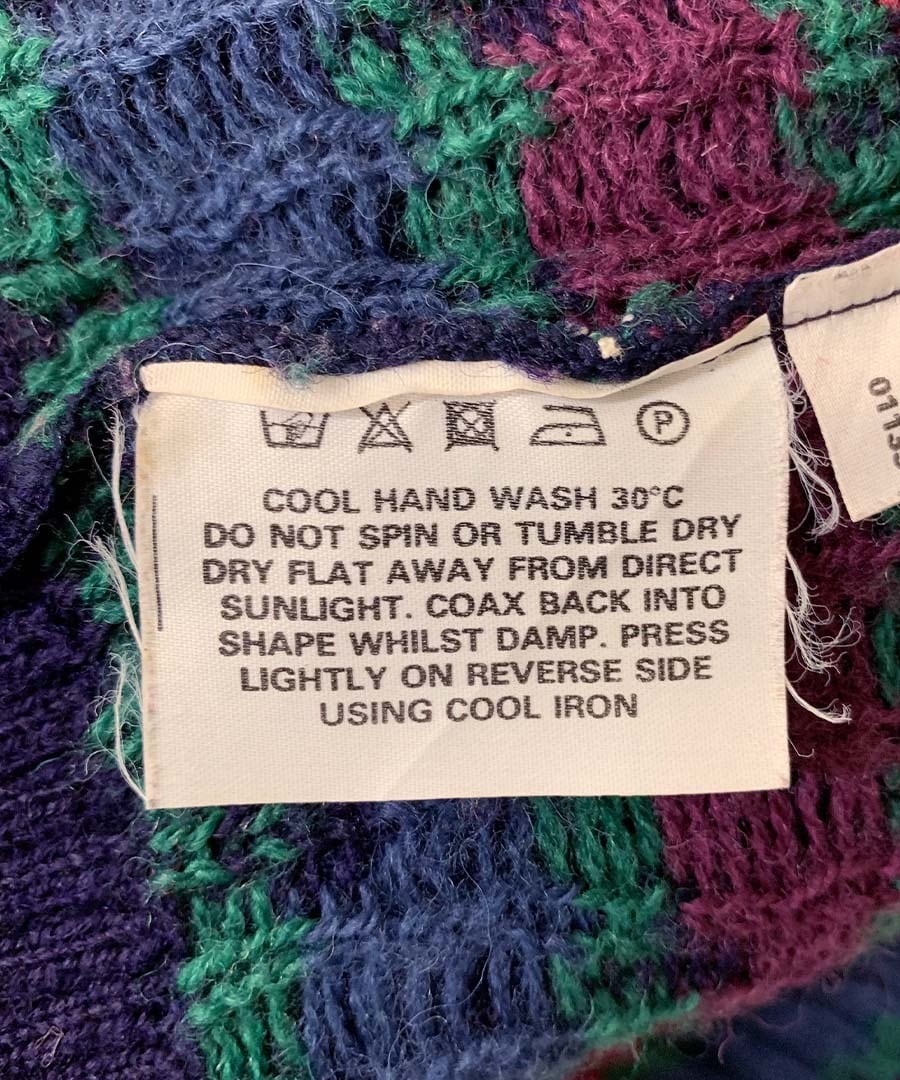 P
COOL HAND WASH 30°C
DO NOT SPIN OR TUMBLE DRY
DRY FLAT AWAY FROM DIRECT
SUNLIGHT. COAX BACK INTO
SHAPE WHILST DAMP. PRESS
LIGHTLY ON REVERSE SIDE
USING COOL IRON